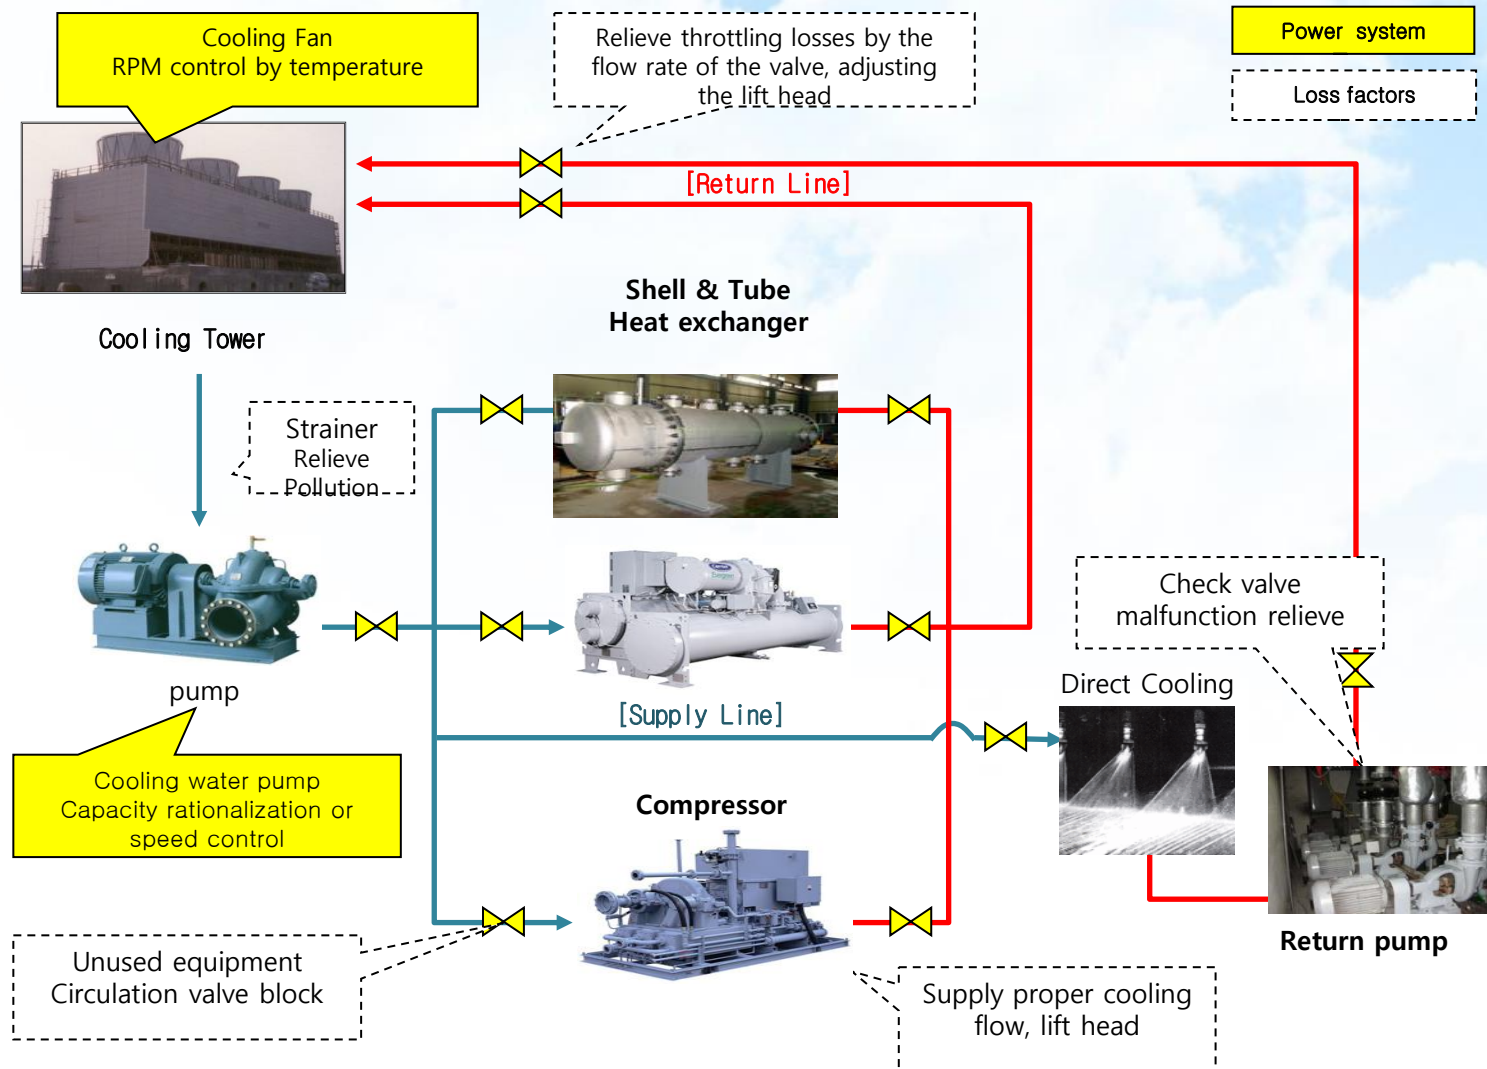 Cooling Fan
RPM control by temperature
Relieve throttling losses by the
flow rate of the valve, adjusting
the lift head
Power system
Loss factors
[Return Line]
Shell & Tube
Heat exchanger
Cooling Tower
Strainer
Relieve
Pollution
Check valve
malfunction relieve
pump
Direct Cooling
[Supply Line]
Cooling water pump
Capacity rationalization or
speed control
Compressor
Return pump
Unused equipment
Circulation valve block
Supply proper cooling
flow, lift head